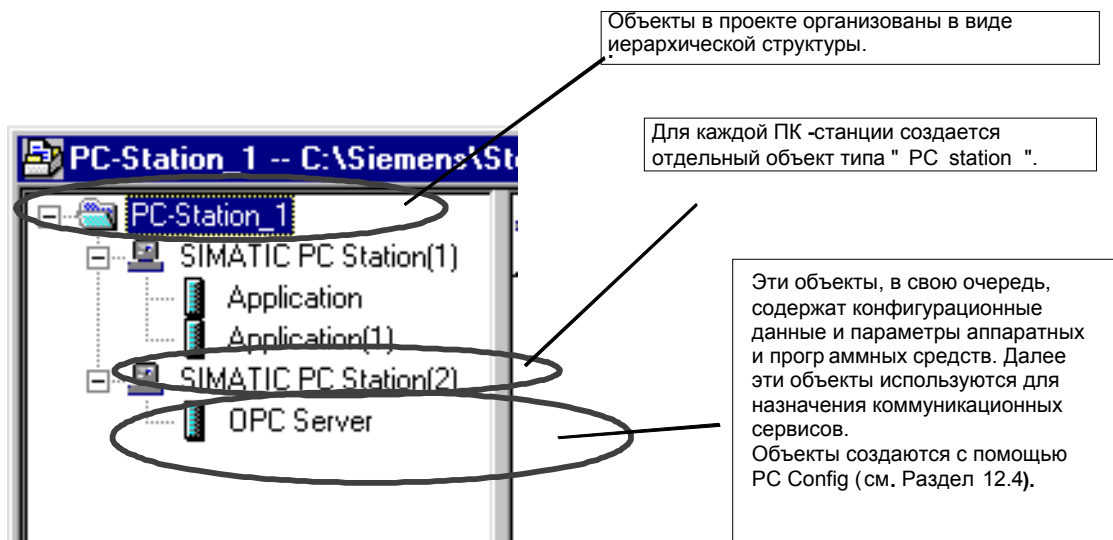 Объекты в проекте организованы в виде
иерархической структуры.
Для каждой ПК -станции создается
отдельный объект типа " PC station ".
PC-Station_1 -- C:\Siemens\St
PC-Station_1
SIMATIC PC Station(1)
Application
Application(1)
SIMATIC PC Station(2)
OPC Server
Эти объекты, в свою очередь,
содержат конфигурационные
данные и параметры аппаратных
и прогр аммных средств. Далее
эти объекты используются для
назначения коммуникационных
сервисов.
Объекты создаются с помощью
PC Config (см. Раздел 12.4).